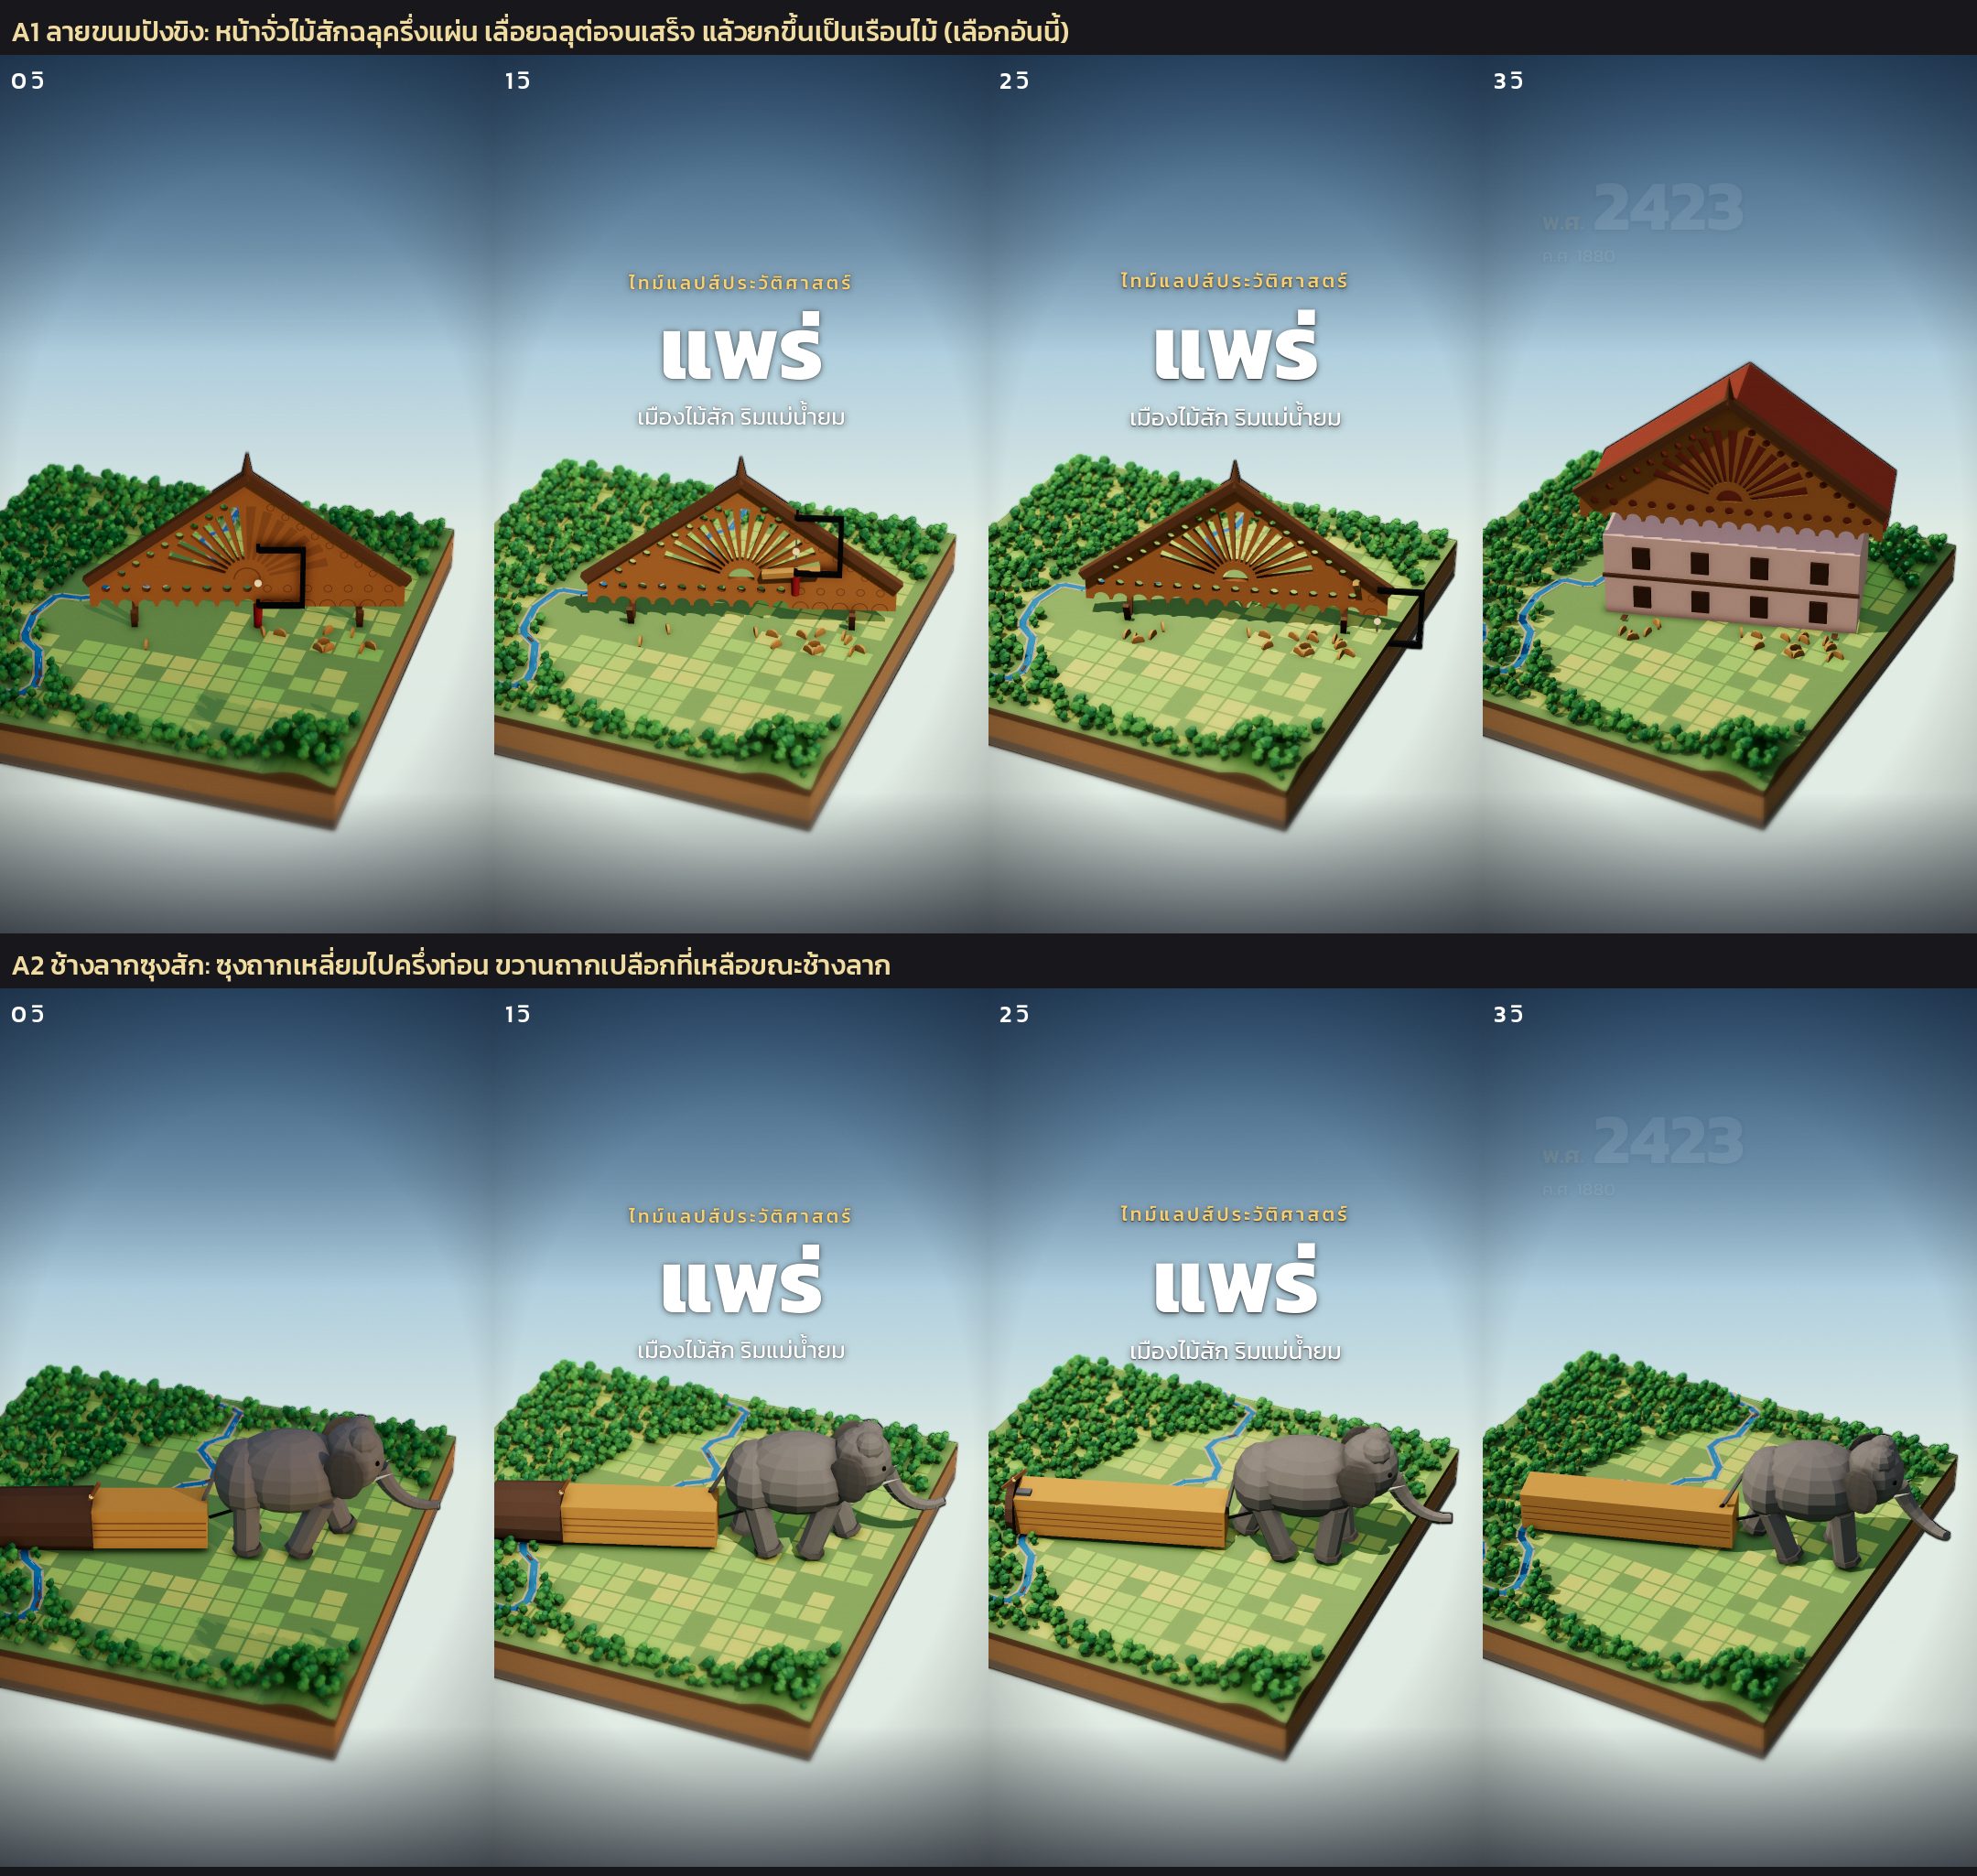 A1 ลายขนมปังขิง: หน้าจั่วไม้สักฉลุครึ่งแผ่น เลื่อยฉลุต่อจนเสร็จ แล้วยกขึ้นเป็นเรือนไม้ (เลือกอันนี้)
0วิ
1วิ
2วิ
3วิ
ไทม์แลปส์ประวัติศาสตร์
แพร่
เมืองไม้สัก ริมแม่น้ำยม
ไทม์แลปส์ประวัติศาสตร์
แพร่
เมืองไม้สัก ริมแม่น้ำยม
พ.ศ. 2423
ค.ศ. 1880
A2 ช้างลากซุงสัก: ซุงถากเหลี่ยมไปครึ่งท่อน ขวานถากเปลือกที่เหลือขณะช้างลาก
0วิ
1วิ
2วิ
3วิ
ไทม์แลปส์ประวัติศาสตร์
แพร่
เมืองไม้สัก ริมแม่น้ำยม
ไทม์แลปส์ประวัติศาสตร์
แพร่
เมืองไม้สัก ริมแม่น้ำยม
พ.ศ. 2423
ค.ศ. 1880